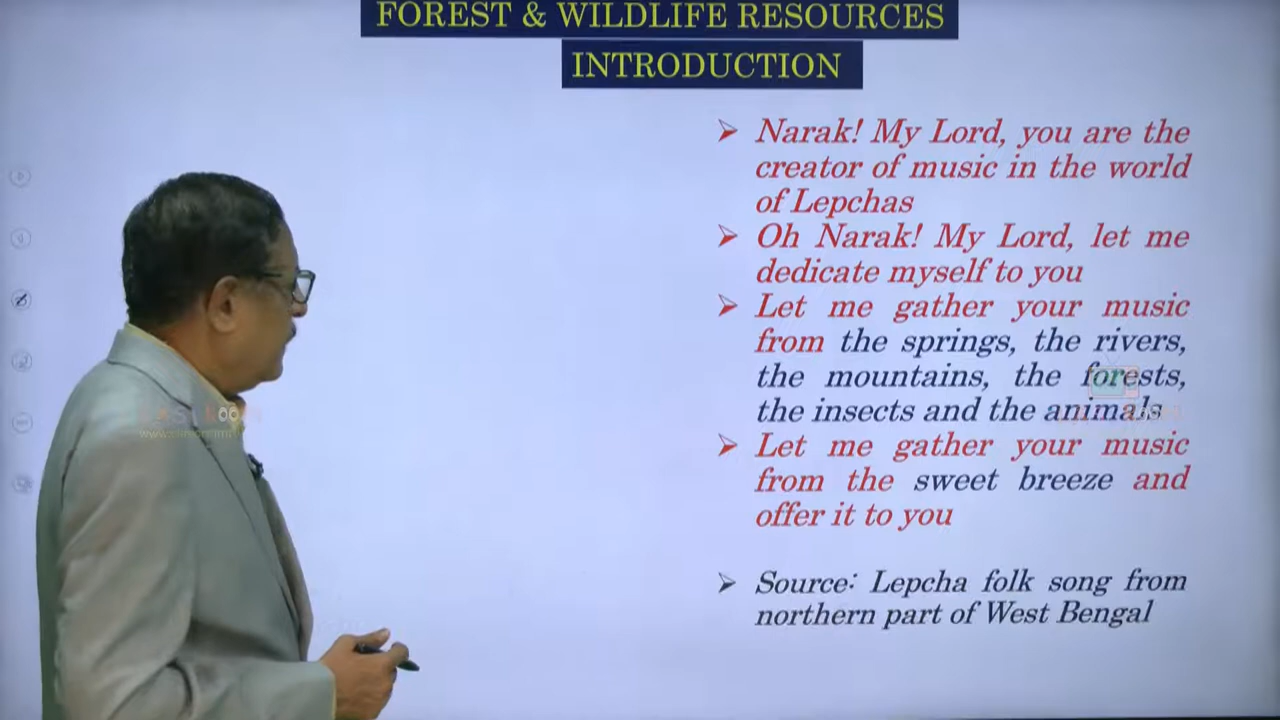 FOREST & WILDLIFE RESOURCES
INTRODUCTION
➢ Narak! My Lord, you are the
creator of music in the world
of Lepchas
➢ Oh Narak! My Lord, let me
dedicate myself to you
➢ Let me gather your music
from the springs, the rivers,
the mountains, the forests,
the insects and the animals
➢ Let me gather your music
from the sweet breeze and
offer it to you
➢ Source: Lepcha folk song from
northern part of West Bengal